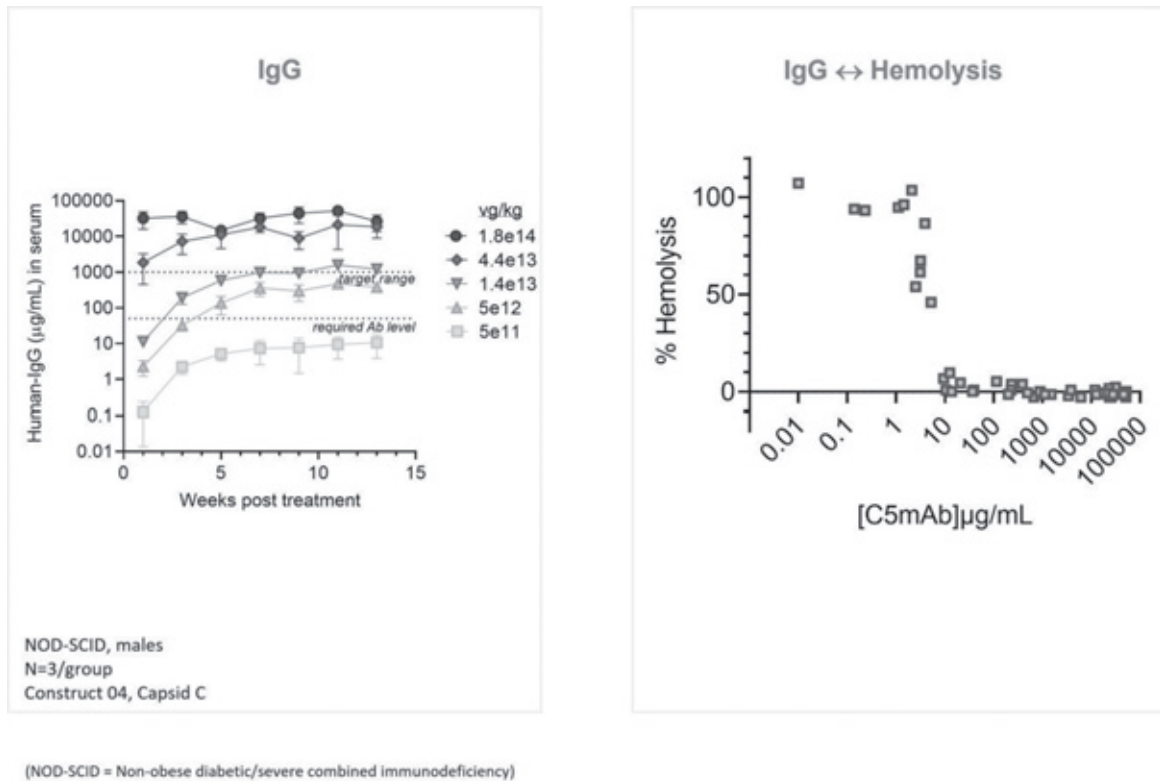 IgG
Human-IgG (µg/mL) in serum
100000
10000
1000
100
10
1
0.1
0.01
0
5
10
15
Weeks post treatment
target range
required Ab level
vg/kg
1.8e14
4.4e13
1.4e13
5e12
5e11
NOD-SCID, males
N=3/group
Construct 04, Capsid C
IgG ↔ Hemolysis
% Hemolysis
100
50
0
0.01
0.1
1
10
100
1000
10000
100000
[C5mAb]µg/mL
(NOD-SCID = Non-obese diabetic/severe combined immunodeficiency)